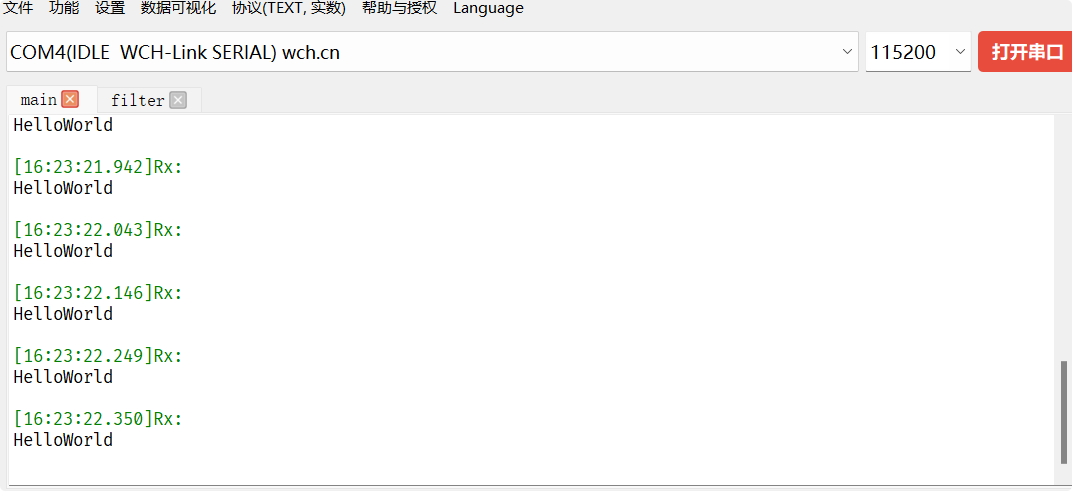 文件 功能 设置 数据可视化 协议(TEXT, 实数) 帮助与授权 Language
COM4(IDLE  WCH-Link SERIAL) wch.cn 115200 打开串口
main filter
HelloWorld
[16:23:21.942]Rx:
HelloWorld
[16:23:22.043]Rx:
HelloWorld
[16:23:22.146]Rx:
HelloWorld
[16:23:22.249]Rx:
HelloWorld
[16:23:22.350]Rx:
HelloWorld